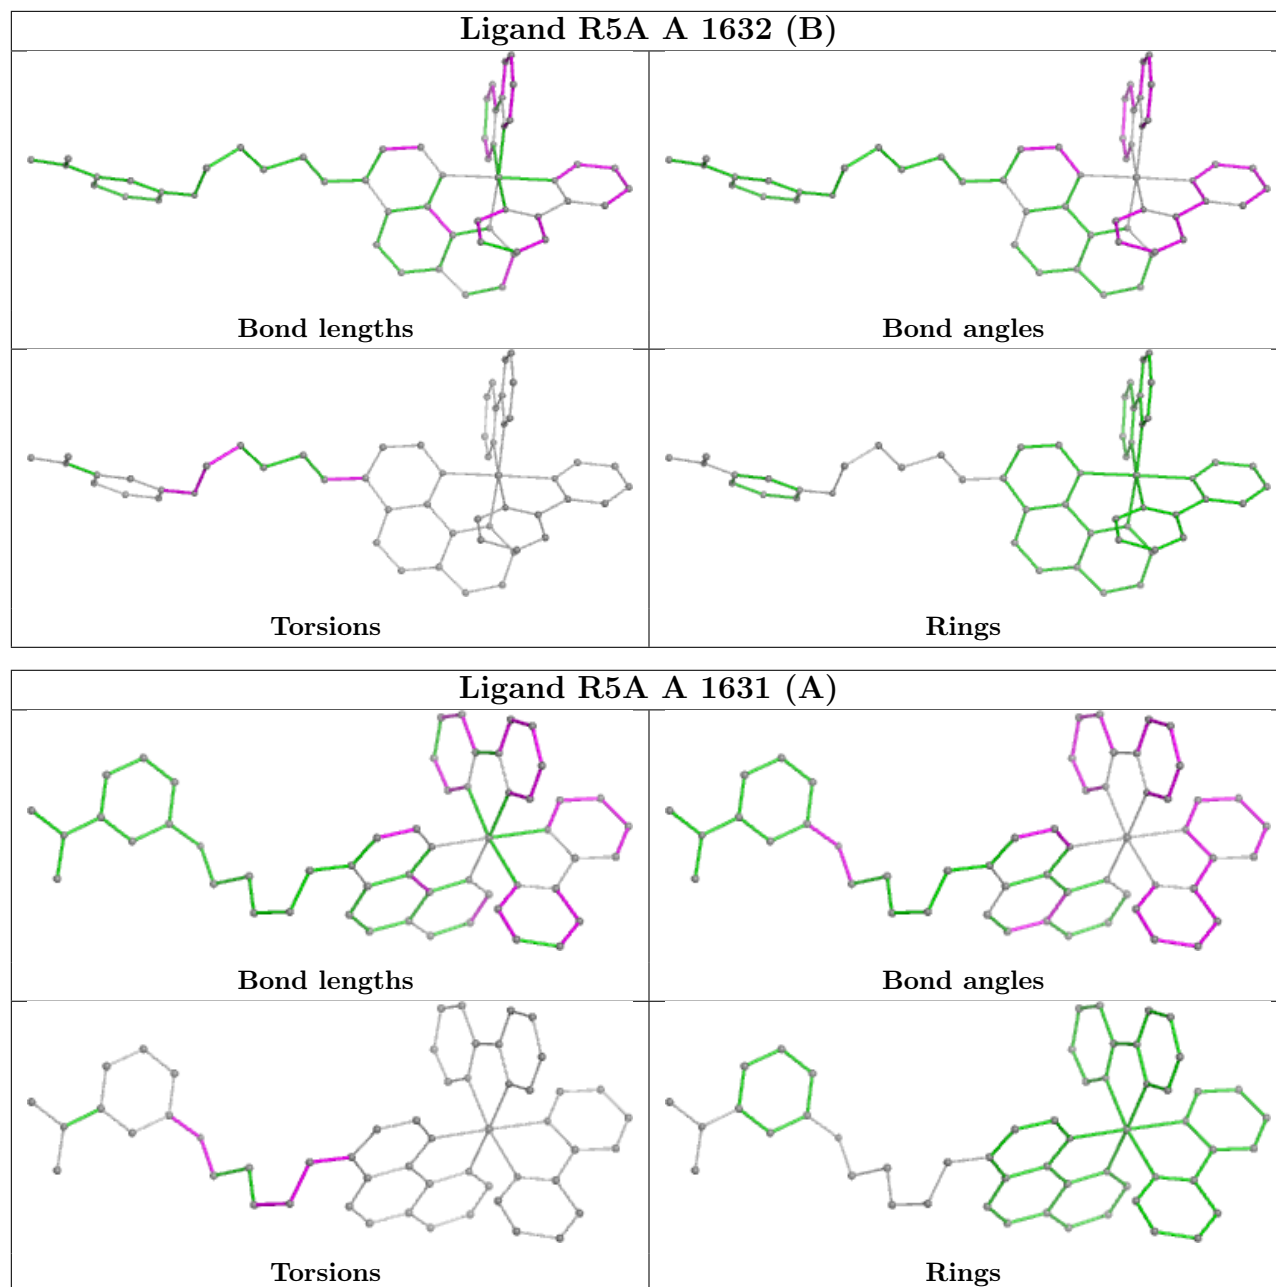 Ligand R5A A 1632 (B)
Bond lengths
Bond angles
Torsions
Rings
Ligand R5A A 1631 (A)
Bond lengths
Bond angles
Torsions
Rings